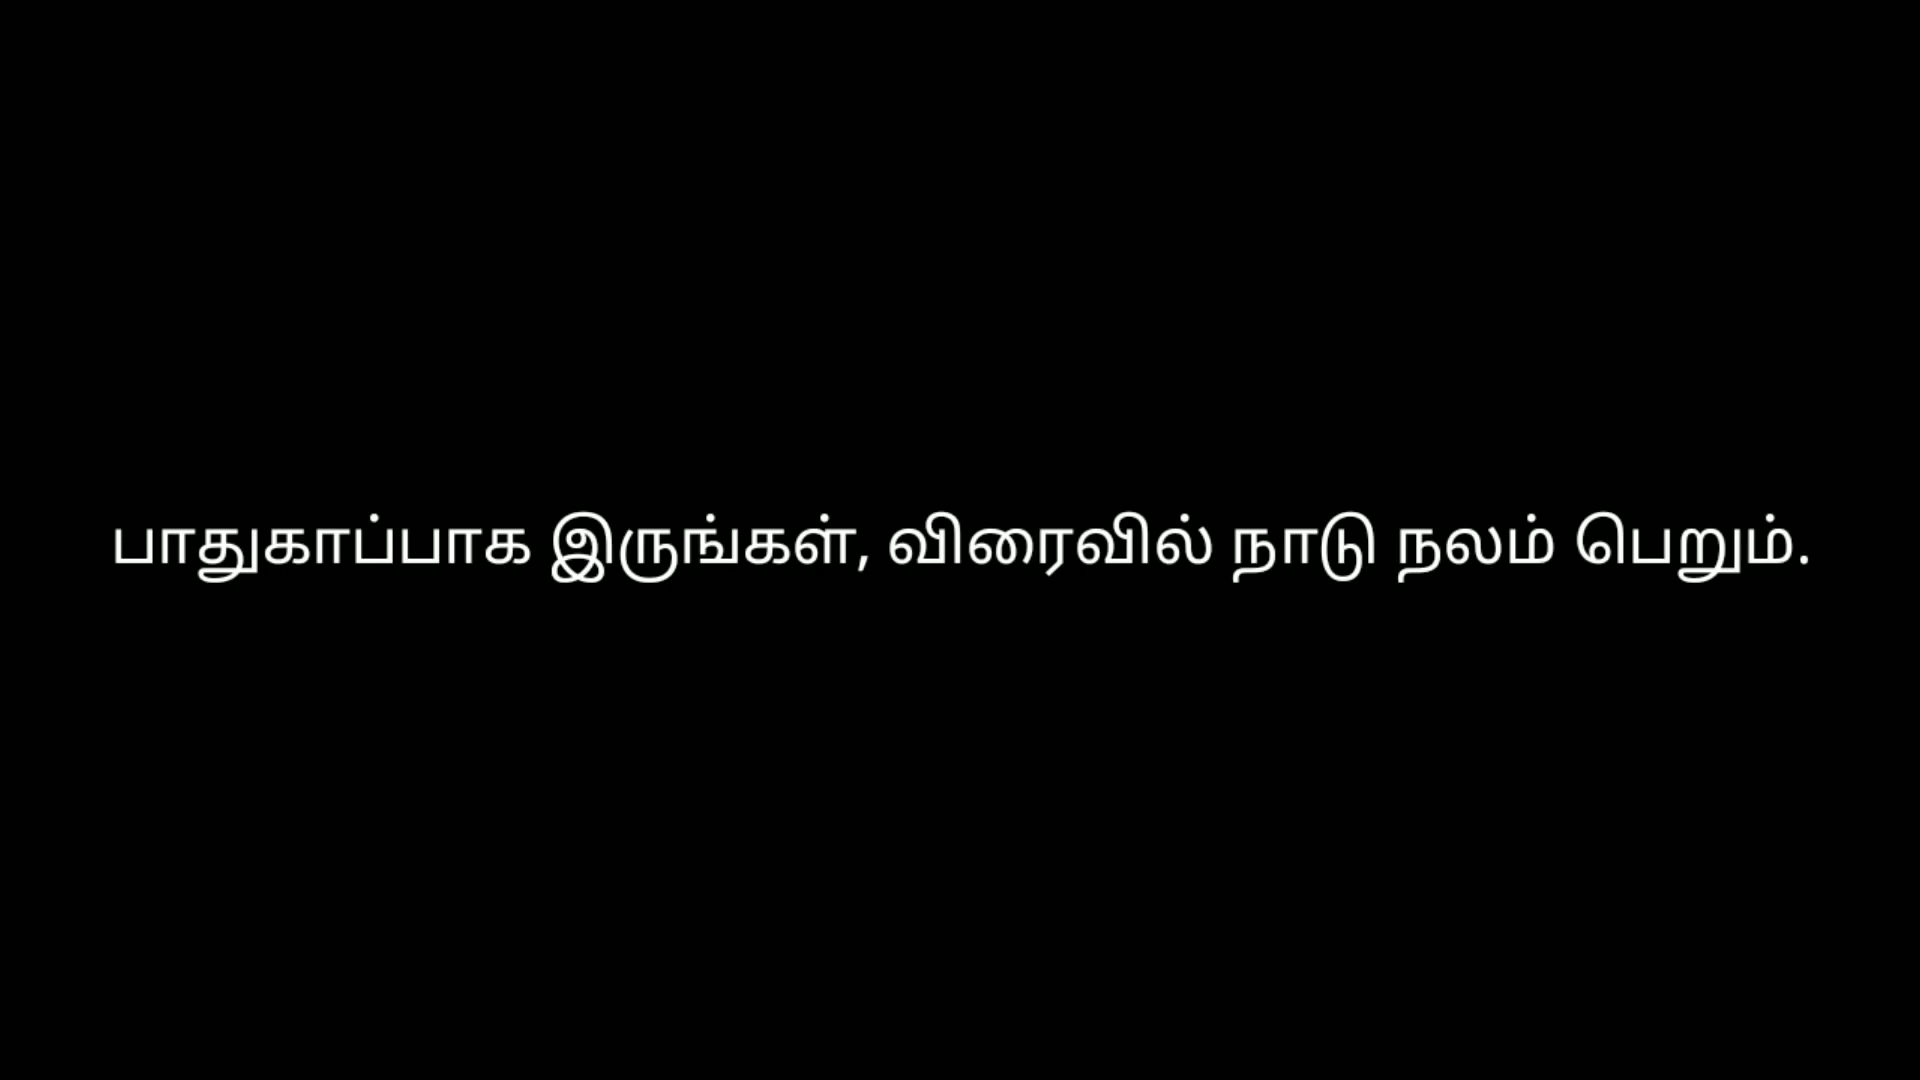 பாதுகாப்பாக இருங்கள், விரைவில் நாடு நலம் பெறும்.